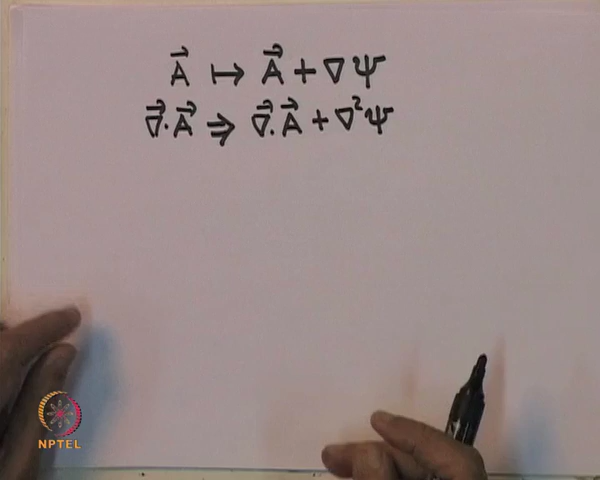 A⃗ ↦ A⃗ + ∇ψ
∇⃗·A⃗ ⇒ ∇⃗·A⃗ + ∇²ψ
NPTEL